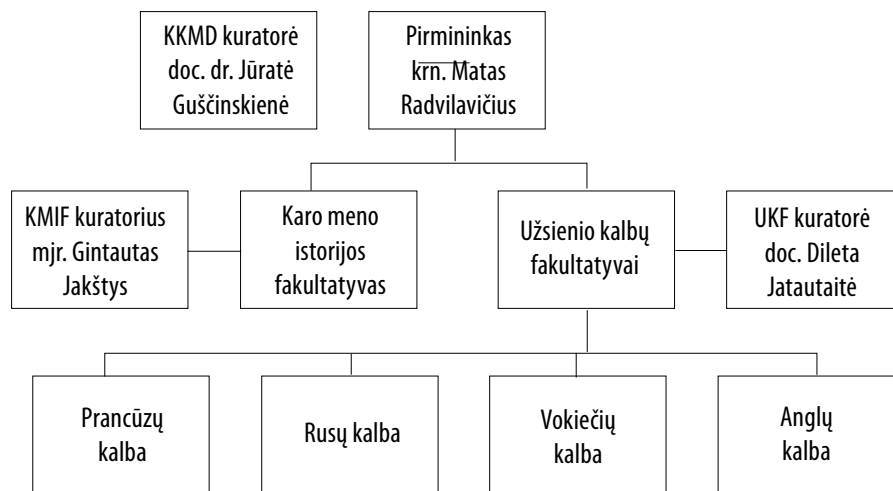 KKMD kuratorė
doc. dr. Jūratė
Guščinskienė
Pirmininkas
krn. Matas
Radvilavičius
KMIF kuratorius
mjr. Gintautas
Jakštys
Karo meno
istorijos
fakultatyvas
Užsienio kalbų
fakultatyvai
UKF kuratorė
doc. Dileta
Jatautaitė
Prancūzų
kalba
Rusų kalba
Vokiečių
kalba
Anglų
kalba